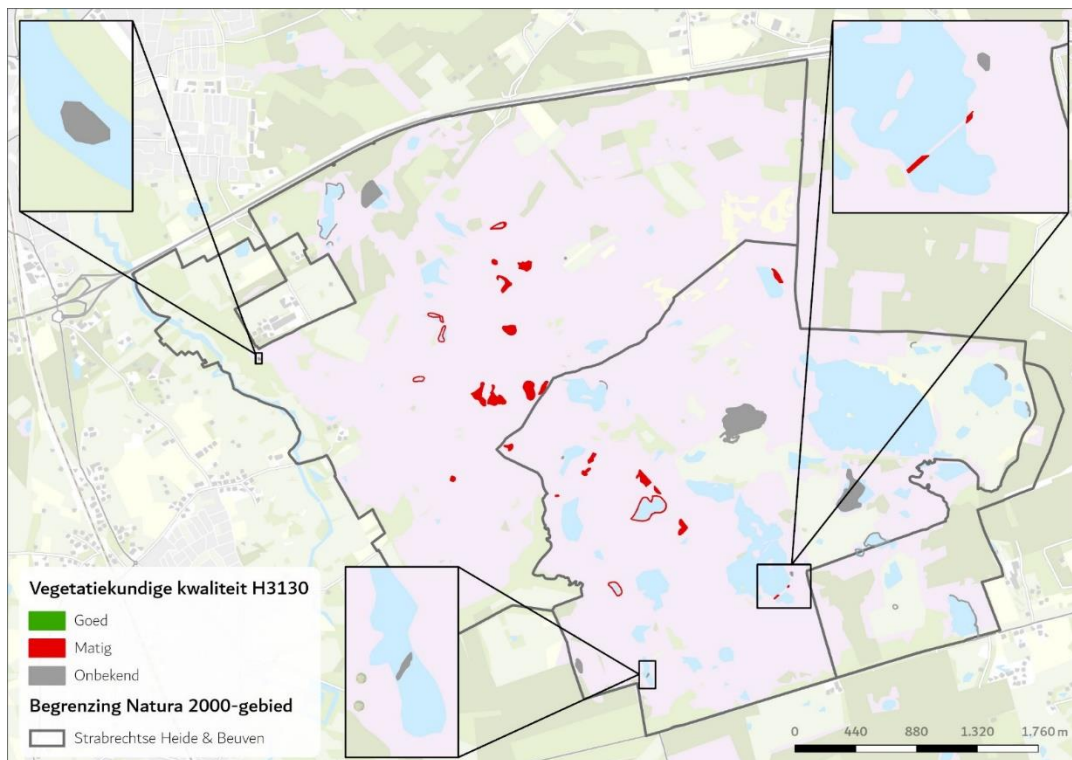 Vegetatiekundige kwaliteit H3130
Goed
Matig
Onbekend
Begrenzing Natura 2000-gebied
Strabrechtse Heide & Beuven
0 440 880 1.320 1.760 m